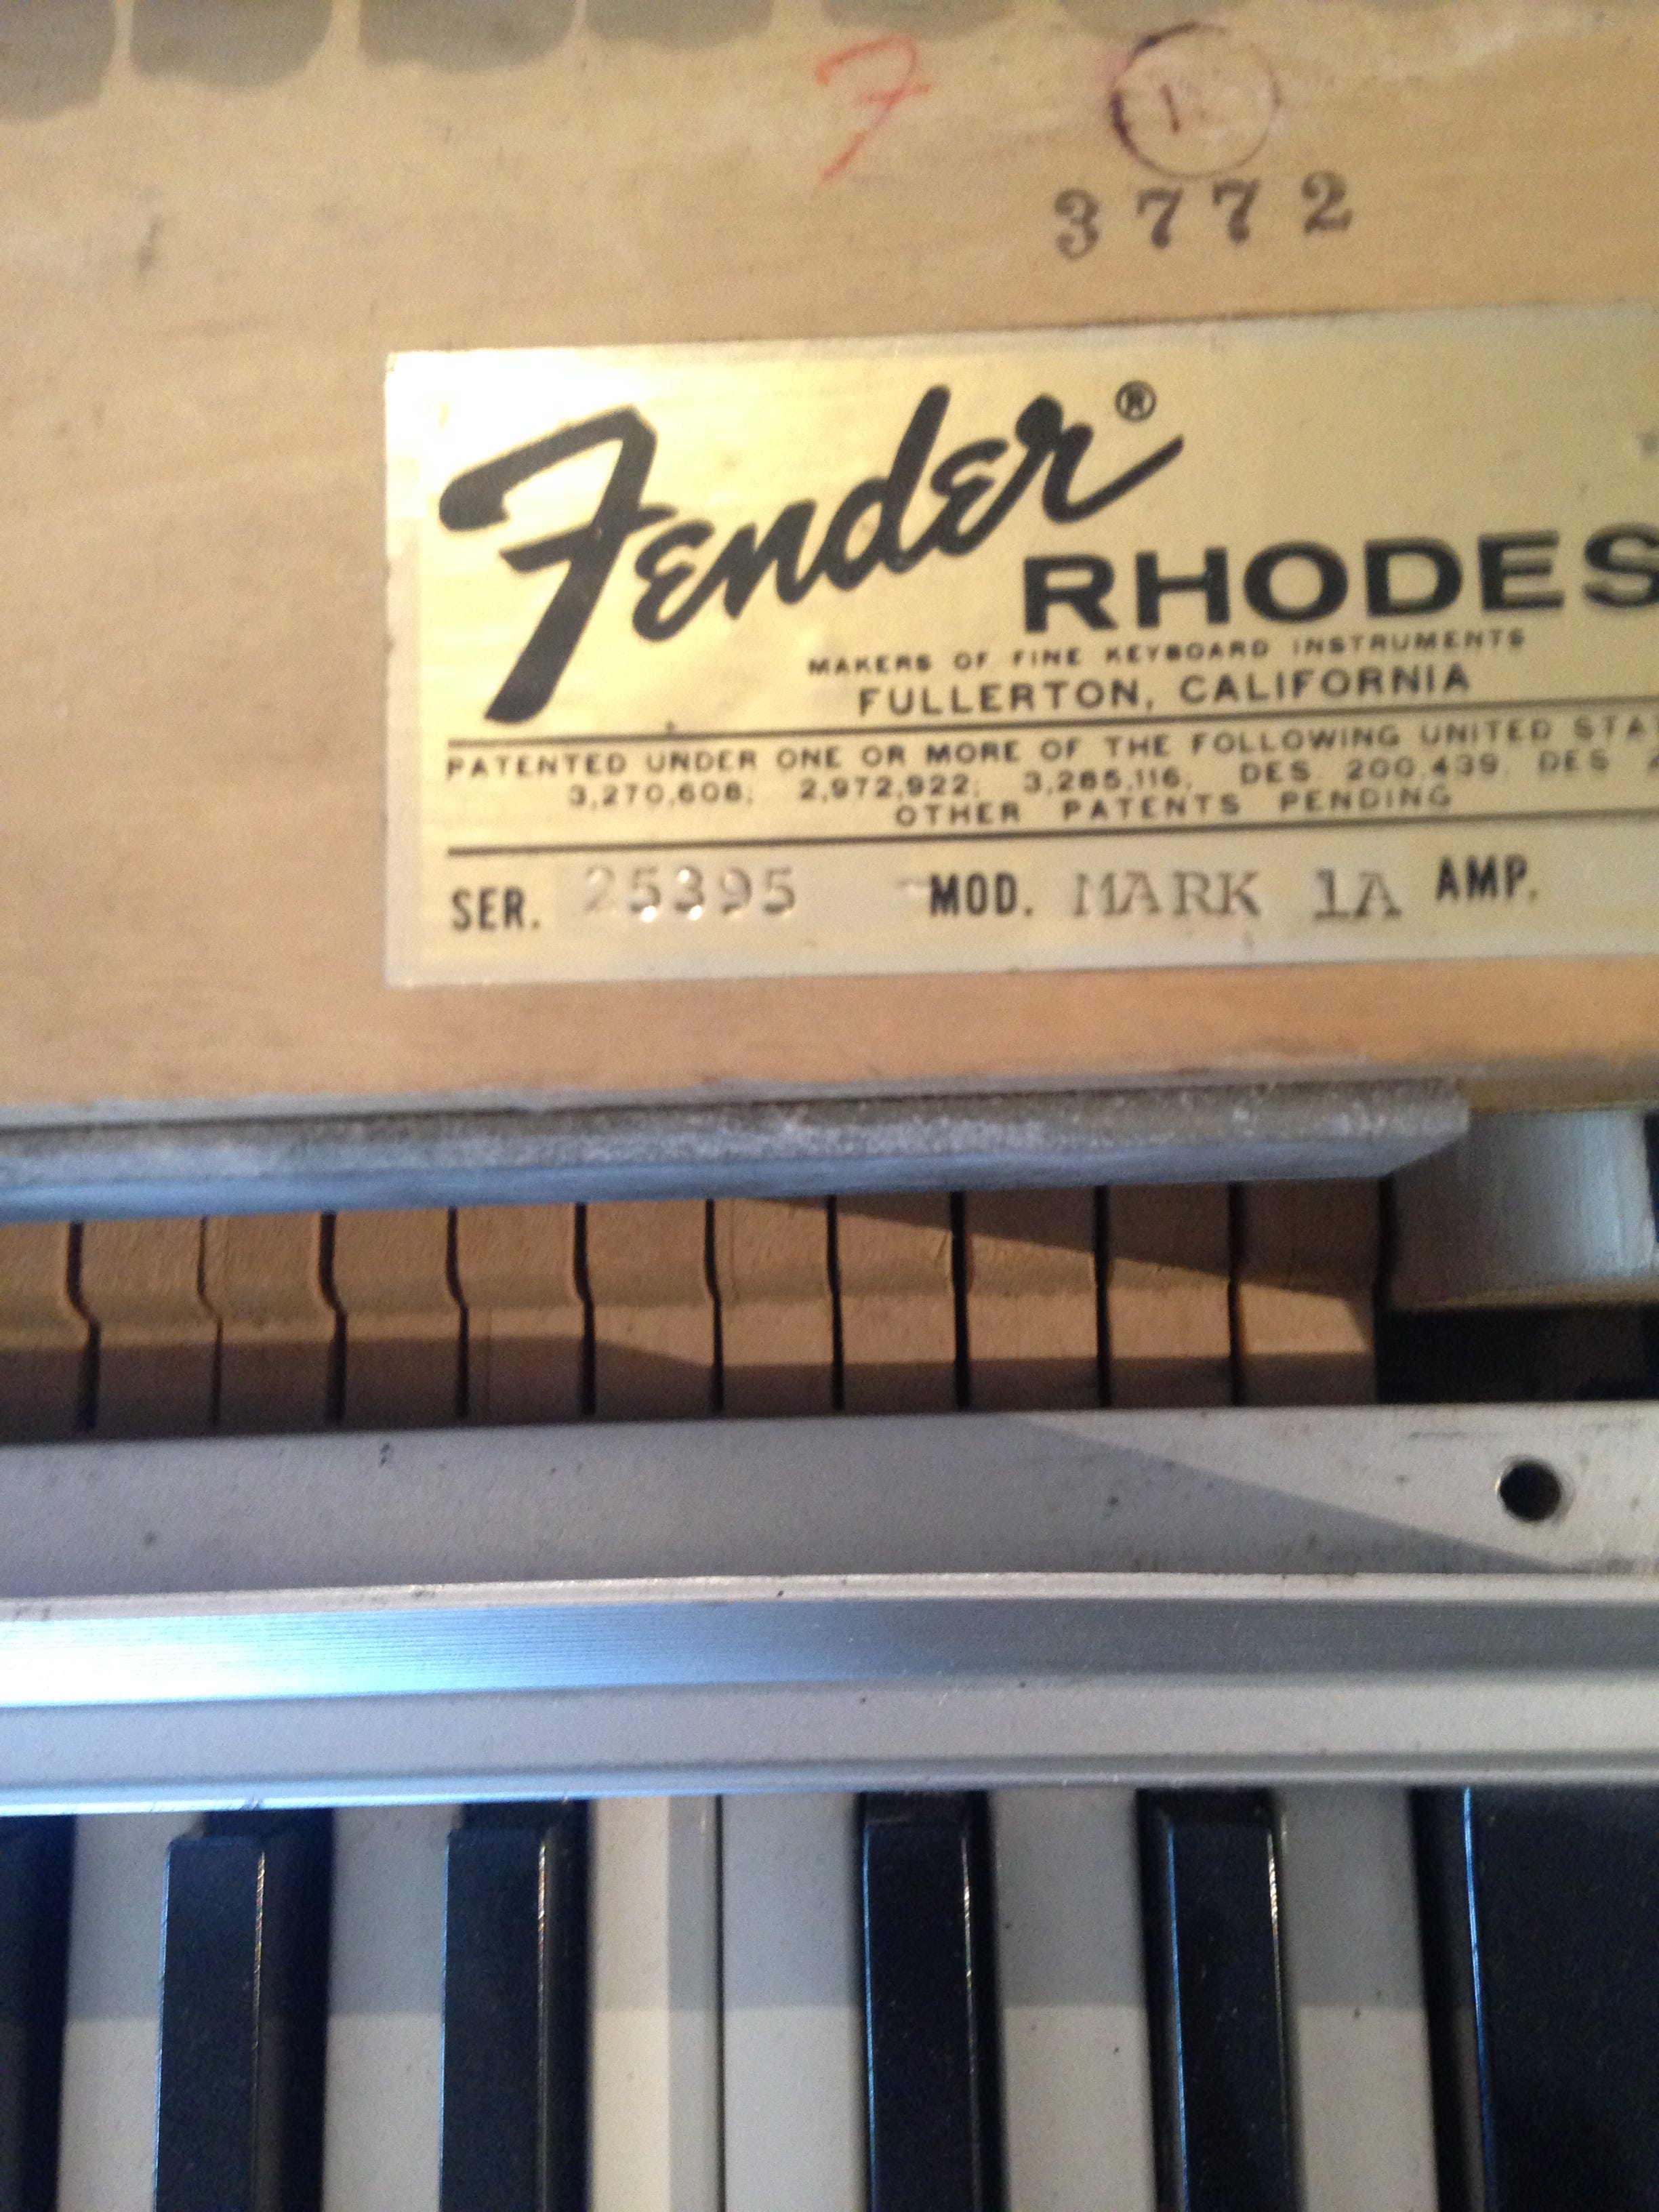 F
3772
Fender®
RHODES
MAKERS OF FINE KEYBOARD INSTRUMENTS
FULLERTON, CALIFORNIA
PATENTED UNDER ONE OR MORE OF THE FOLLOWING UNITED STA
3,270,608; 2,972,922; 3,285,116, DES 200,439, DES 2
OTHER PATENTS PENDING
SER. 25395 MOD. MARK 1A AMP.